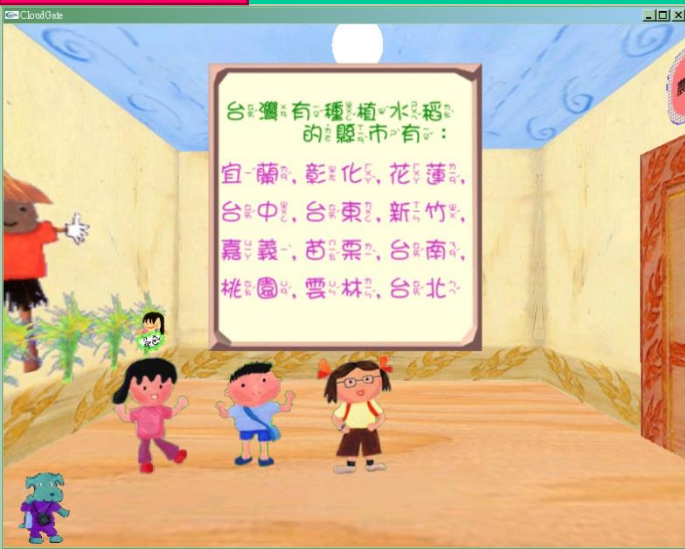 CloudGate
台灣有種植水稻
的縣市有：
宜蘭，彰化，花蓮，
台中，台東，新竹，
嘉義，苗栗，台南，
桃園，雲林，台北
農